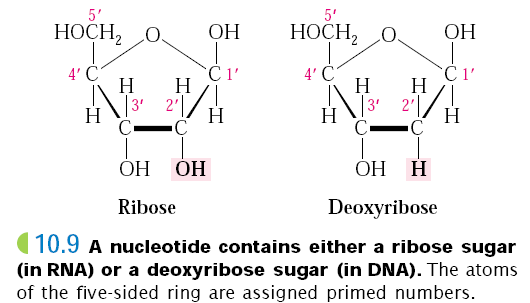 5′ 5′
HOCH₂ O OH HOCH₂ O OH
4′ C C 1′ 4′ C C 1′
H H H H
H 3′ 2′ H H 3′ 2′ H
C C C C
OH OH OH H
Ribose Deoxyribose
10.9 A nucleotide contains either a ribose sugar
(in RNA) or a deoxyribose sugar (in DNA). The atoms
of the five-sided ring are assigned primed numbers.